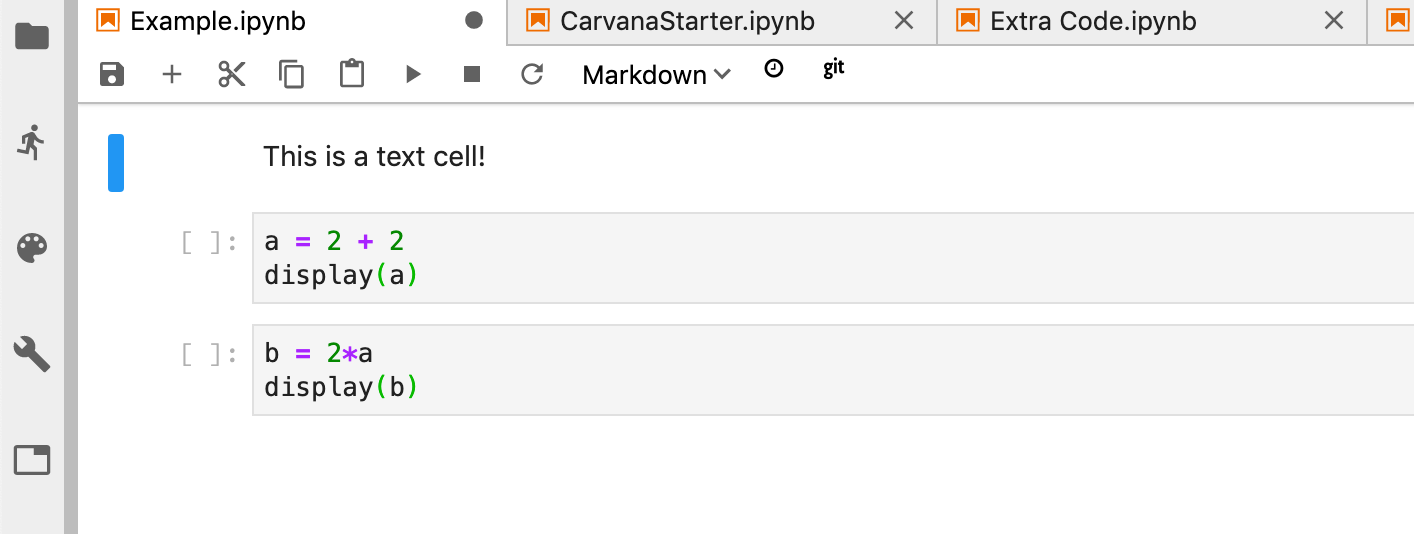 Example.ipynb CarvanaStarter.ipynb Extra Code.ipynb
Markdown git
This is a text cell!
[ ]: a = 2 + 2
display(a)
[ ]: b = 2*a
display(b)